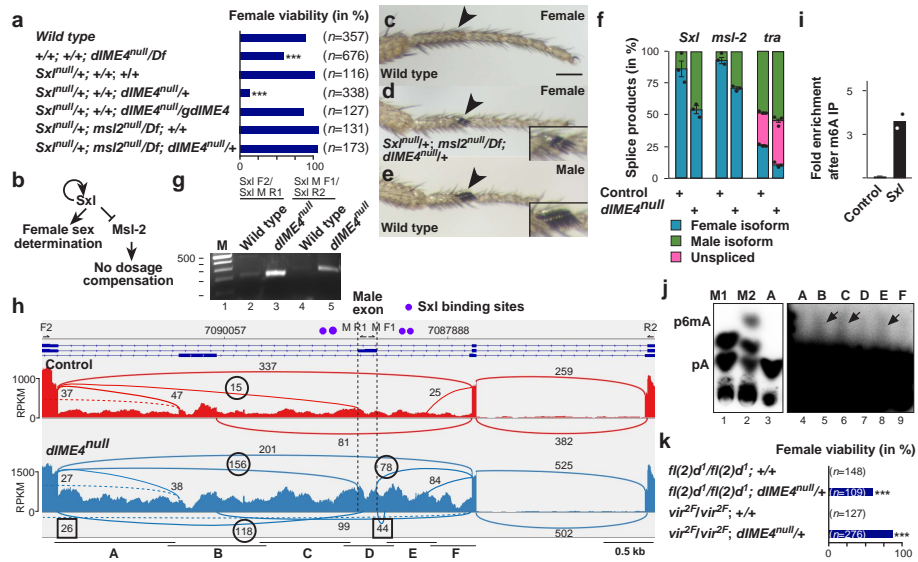 a
Female viability (in %)
Wild type
(n=357)
+/+; +/+; dIME4null/Df
***
(n=676)
Sxlnull/+; +/+; +/+
(n=116)
Sxlnull/+; +/+; dIME4null/+
***
(n=338)
Sxlnull/+; +/+; dIME4null/gdIME4
(n=127)
Sxlnull/+; msl2null/Df; +/+
(n=131)
Sxlnull/+; msl2null/Df; dIME4null/+
(n=173)
0
100
b
Sxl
Female sex
determination
Msl-2
No dosage
compensation
c
Female
Wild type
d
Female
Sxlnull/+; msl2null/Df;
dIME4null/+
e
Male
Wild type
f
Sxl msl-2 tra
Splice products (in %)
100
75
50
25
0
Control + + +
dIME4null + + +
Female isoform
Male isoform
Unspliced
g
Sxl F2/
Sxl M R1
Sxl M F1/
Sxl R2
Wild type
dIME4null
Wild type
dIME4null
M
500
1 2 3 4 5
h
Male
exon
Sxl binding sites
F2
7090057
M R1
M F1
7087888
R2
Control
RPKM
1000
0
337
15
37
47
25
81
259
382
dIME4null
RPKM
1500
0
201
156
78
27
38
84
525
26
118
99
44
502
A B C D E F
0.5 kb
i
Fold enrichment
after m6A IP
5
3
Control
Sxl
j
M1 M2 A
A B C D E F
p6mA
pA
1 2 3
4 5 6 7 8 9
k
Female viability (in %)
fl(2)d1/fl(2)d1; +/+
(n=148)
fl(2)d1/fl(2)d1; dIME4null/+
(n=109)
***
vir2F/vir2F; +/+
(n=127)
vir2F/vir2F; dIME4null/+
(n=276)
***
0
100